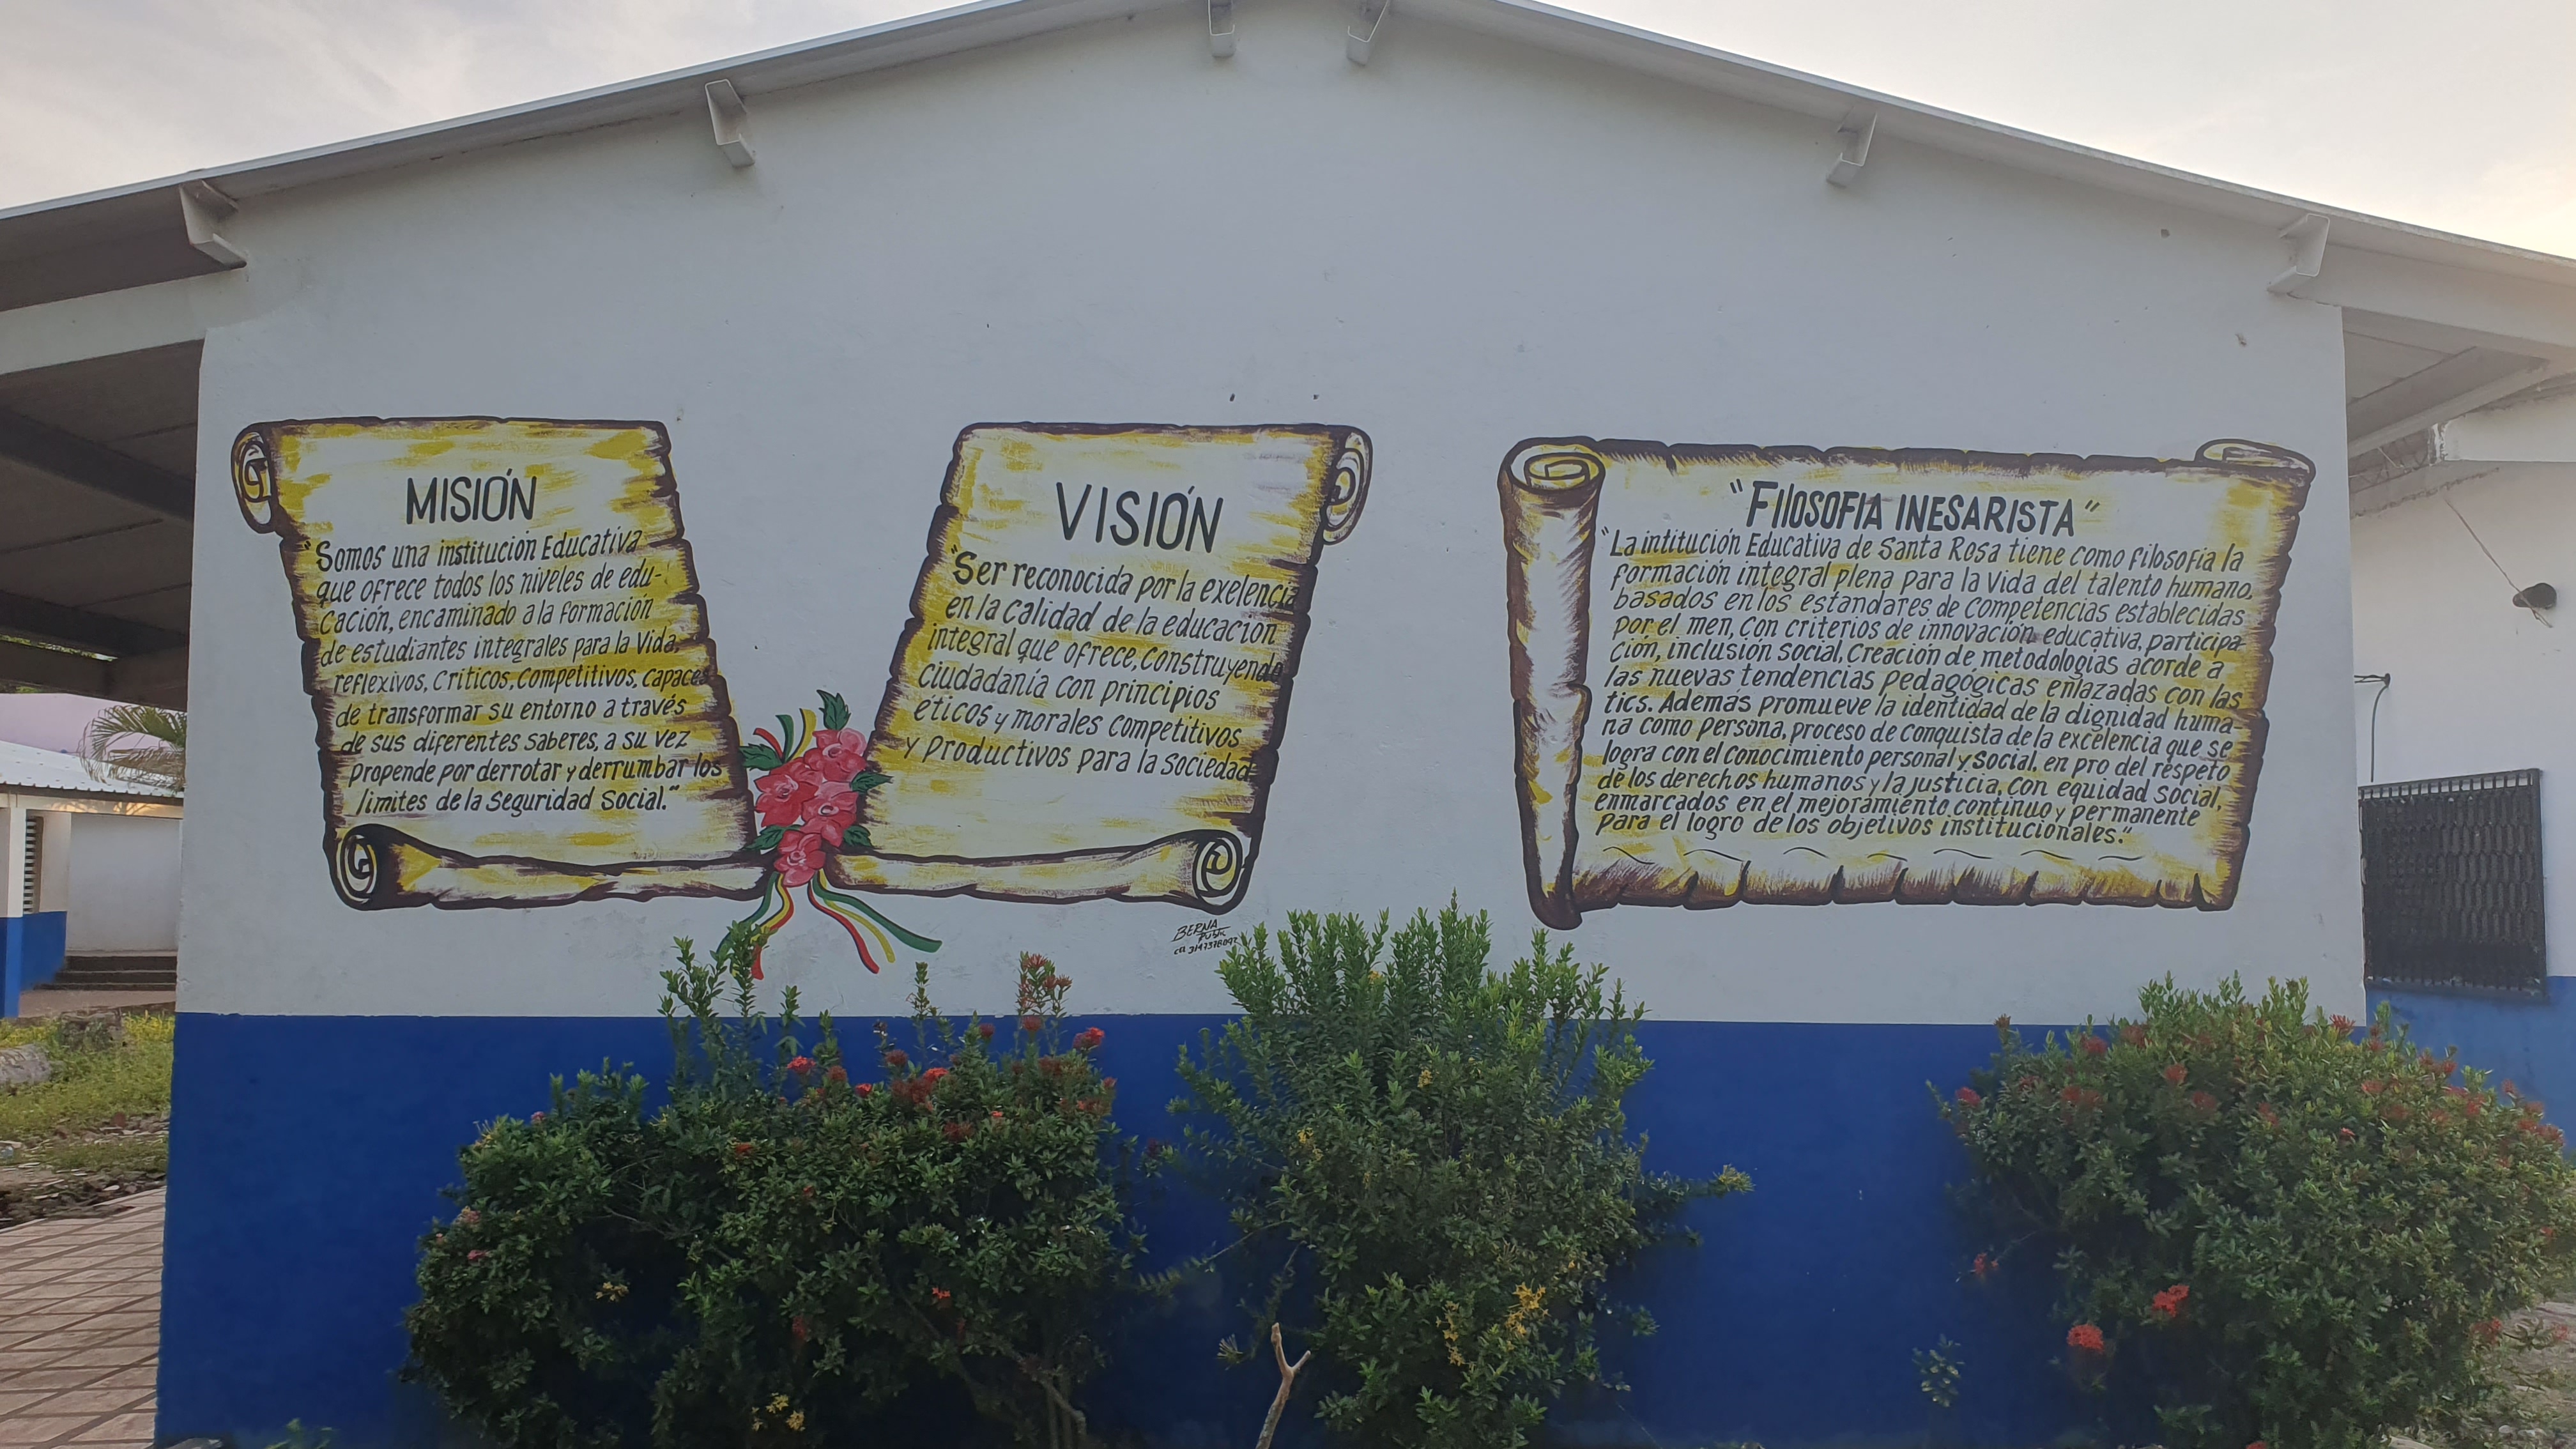 MISIÓN
"Somos una institución Educativa
que ofrece todos los niveles de edu-
cación, encaminado a la formación
de estudiantes integrales para la Vida,
reflexivos, críticos, competitivos, capaces
de transformar su entorno a través
de sus diferentes saberes, a su vez
propende por derrotar y derrumbar los
limites de la seguridad social."
VISIÓN
"Ser reconocida por la exelencia
en la calidad de la educación
integral que ofrece, construyendo
ciudadanía con principios
éticos y morales competitivos
y productivos para la sociedad
"FilOSOFIA INESARISTA"
"La intitución Educativa de Santa Rosa tiene como filosofia la
formación integral plena para la vida del talento humano.
basados en los estandares de competencias establecidas
por el men, con criterios de innovación educativa, participa-
ción, inclusión social, creación de metodologías acorde a
las nuevas tendencias pedagógicas enlazadas con las
tics. Además promueve la identidad de la dignidad huma-
na como persona, proceso de conquista de la excelencia que se
logra con el conocimiento personal y social, en pro del respeto
de los derechos humanos y la justicia, con equidad social,
enmarcados en el mejoramiento continuo y permanente
para el logro de los objetivos institucionales."
BERNA